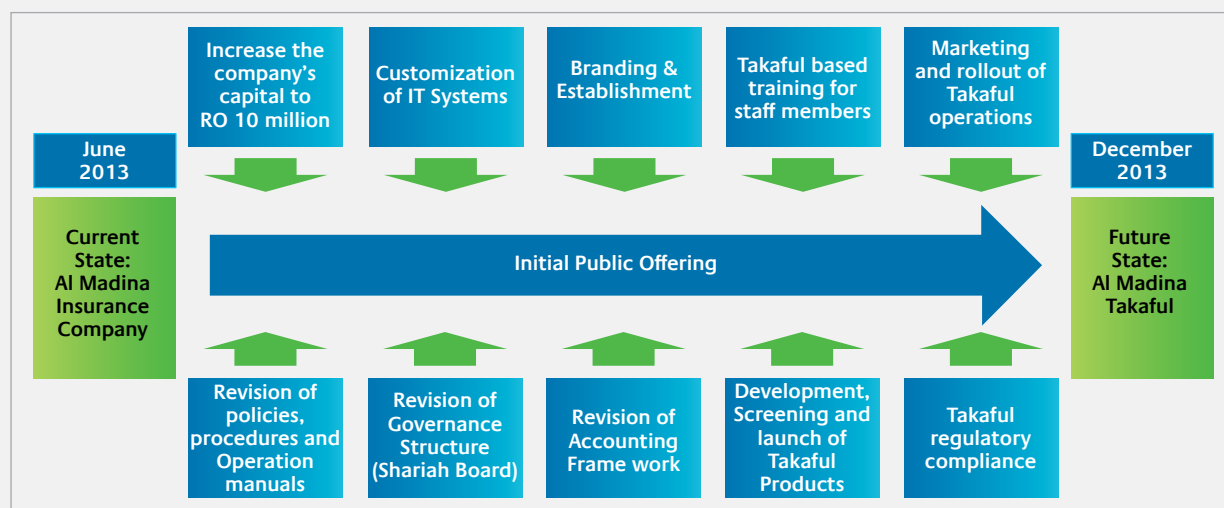 Increase the
company's
capital to
RO 10 million
Customization
of IT Systems
Branding &
Establishment
Takaful based
training for
staff members
Marketing
and rollout of
Takaful
operations
June
2013
December
2013
Current
State:
Al Madina
Insurance
Company
Initial Public Offering
Future
State:
Al Madina
Takaful
Revision of
policies,
procedures and
Operation
manuals
Revision of
Governance
Structure
(Shariah Board)
Revision of
Accounting
Frame work
Development,
Screening and
launch of
Takaful
Products
Takaful
regulatory
compliance